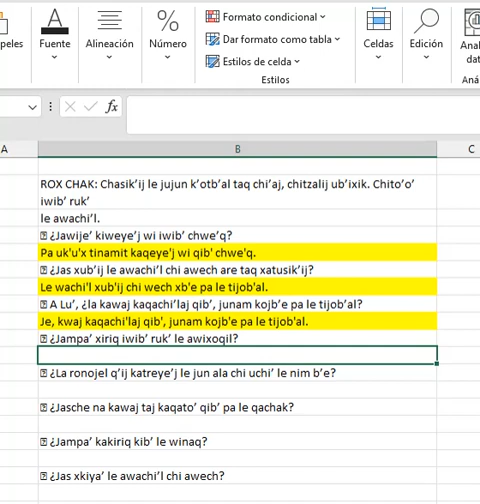 peles
Fuente
Alineación
Número
Formato condicional
Dar formato como tabla
Estilos de celda
Estilos
Celdas
Edición
Anal
dat
Aná
fx
A B C
ROX CHAK: Chasik’ij le jujun k’otb’al taq chi’aj, chitzalij ub’ixik. Chito’o’
iwib’ ruk’
le awachi’l.
¿Jawije’ kiweye’j wi iwib’ chwe’q?
Pa uk'u'x tinamit kaqeye'j wi qib' chwe'q.
¿Jas xub’ij le awachi’l chi awech are taq xatusik’ij?
Le wachi'l xub'ij chi wech xb'e pa le tijob'al.
A Lu’, ¿la kawaj kaqachi’laj qib’, junam kojb’e pa le tijob’al?
Je, kwaj kaqachi'laj qib', junam kojb'e pa le tijob'al.
¿Jampa’ xiriq iwib’ ruk’ le awixoqil?
¿La ronojel q’ij katreye’j le jun ala chi uchi’ le nim b’e?
¿Jasche na kawaj taj kaqato’ qib’ pa le qachak?
¿Jampa’ kakiriq kib’ le winaq?
¿Jas xkiya’ le awachi’l chi awech?